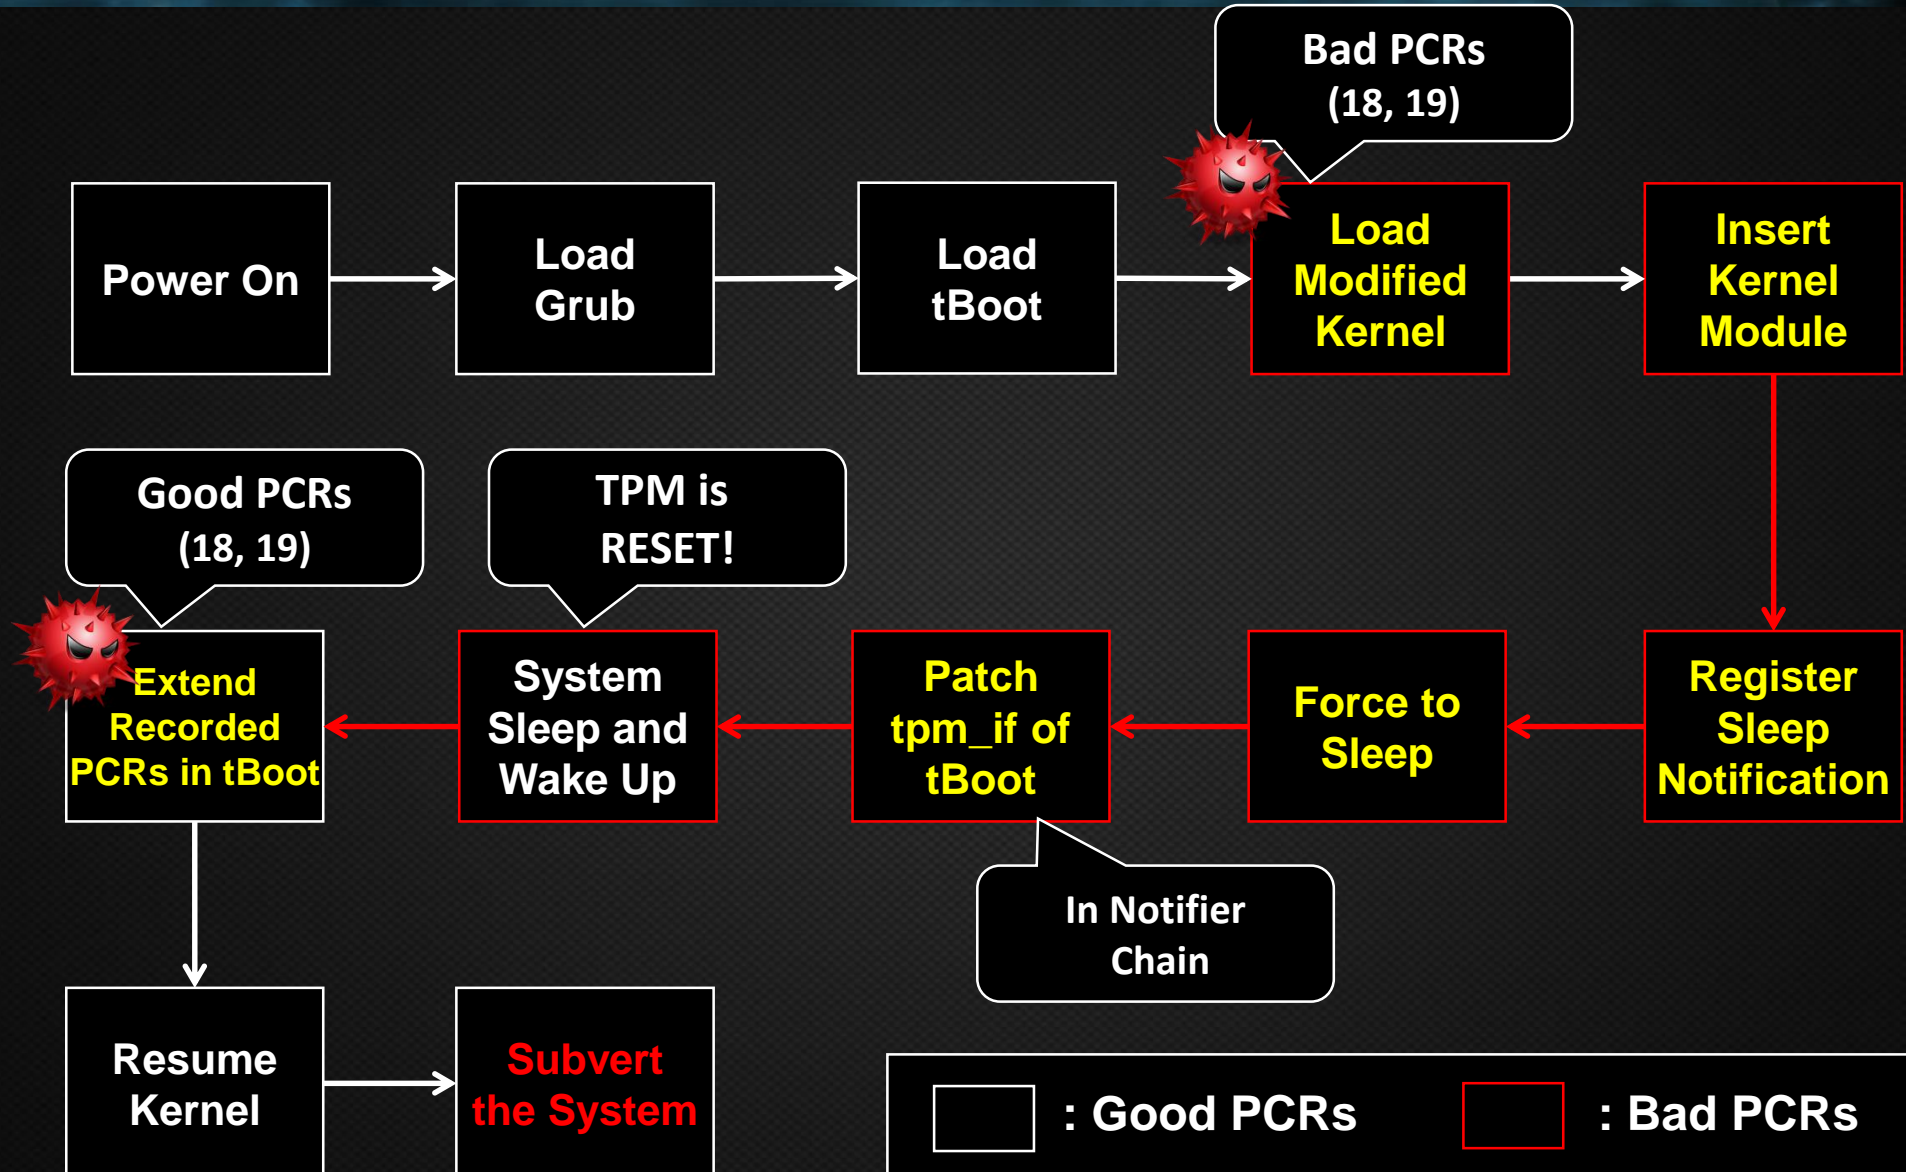 Bad PCRs
(18, 19)
Power On
Load
Grub
Load
tBoot
Load
Modified
Kernel
Insert
Kernel
Module
Good PCRs
(18, 19)
TPM is
RESET!
Extend
Recorded
PCRs in tBoot
System
Sleep and
Wake Up
Patch
tpm_if of
tBoot
Force to
Sleep
Register
Sleep
Notification
In Notifier
Chain
Resume
Kernel
Subvert
the System
: Good PCRs
: Bad PCRs